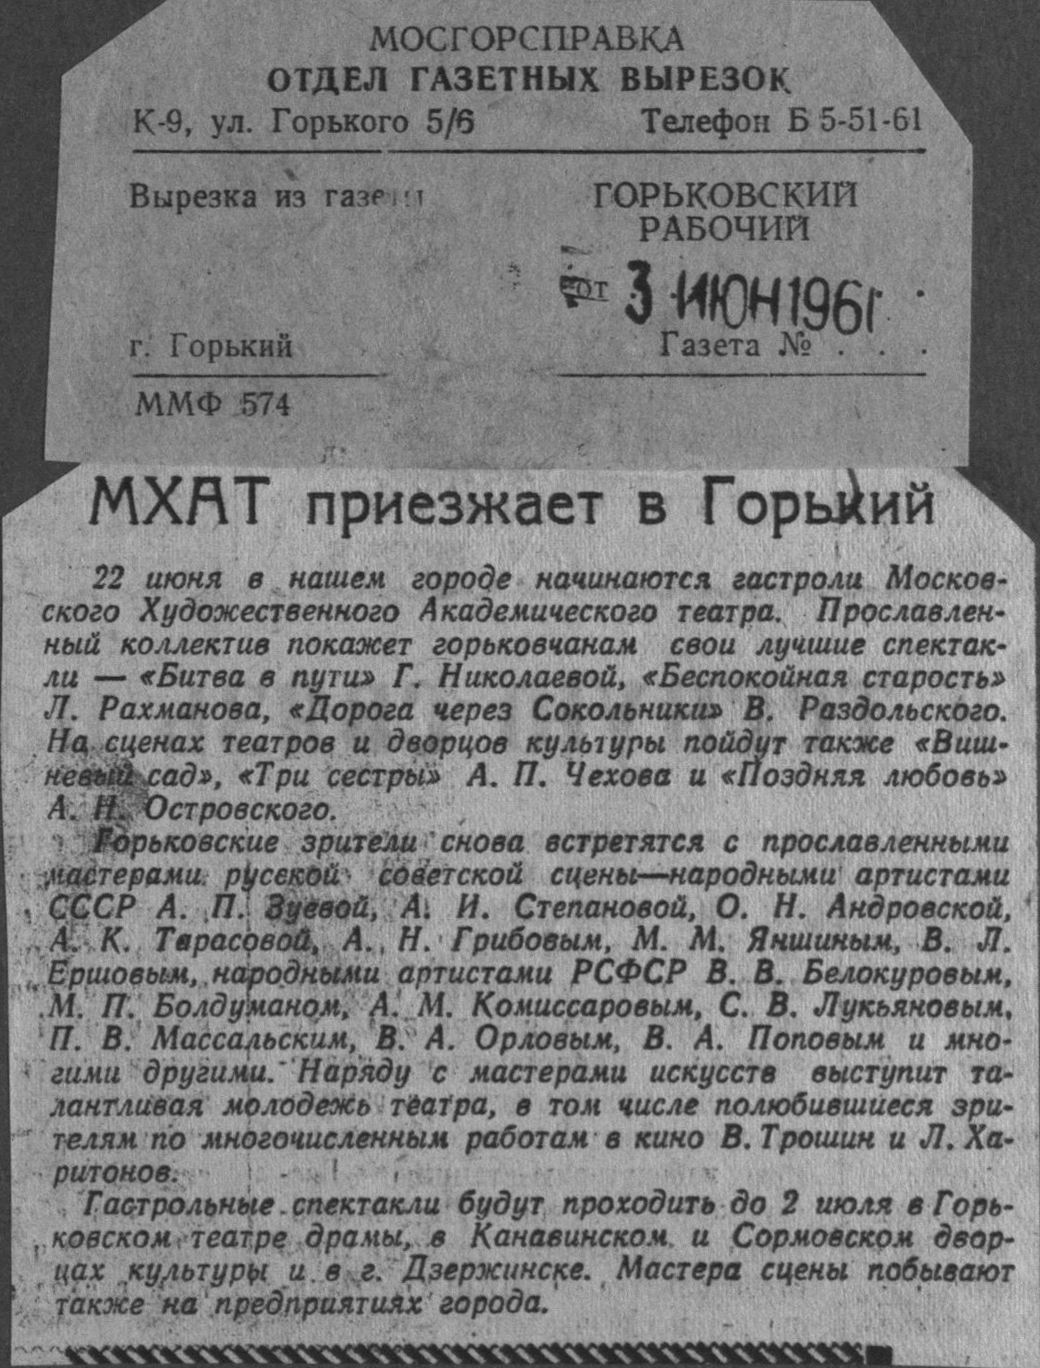 МОСГОРСПРАВКА
ОТДЕЛ ГАЗЕТНЫХ ВЫРЕЗОК
К-9, ул. Горького 5/6 Телефон Б 5-51-61
Вырезка из газеты ГОРЬКОВСКИЙ
РАБОЧИЙ
от 3 ИЮН 1961
г. Горький Газета № . . .
ММФ 574
МХАТ приезжает в Горький
22 июня в нашем городе начинаются гастроли Москов-
ского Художественного Академического театра. Прославлен-
ный коллектив покажет горьковчанам свои лучшие спектак-
ли — «Битва в пути» Г. Николаевой, «Беспокойная старость»
Л. Рахманова, «Дорога через Сокольники» В. Раздольского.
На сценах театров и дворцов культуры пойдут также «Виш-
невый сад», «Три сестры» А. П. Чехова и «Поздняя любовь»
А. Н. Островского.
Горьковские зрители снова встретятся с прославленными
мастерами русской советской сцены—народными артистами
СССР А. П. Зуевой, А. И. Степановой, О. Н. Андровской,
А. К. Тарасовой, А. Н. Грибовым, М. М. Яншиным, В. Л.
Ершовым, народными артистами РСФСР В. В. Белокуровым,
М. П. Болдуманом, А. М. Комиссаровым, С. В. Лукьяновым,
П. В. Массальским, В. А. Орловым, В. А. Поповым и мно-
гими другими. Наряду с мастерами искусств выступит та-
лантливая молодежь театра, в том числе полюбившиеся зри-
телям по многочисленным работам в кино В. Трошин и Л. Ха-
ритонов.
Гастрольные спектакли будут проходить до 2 июля в Горь-
ковском театре драмы, в Канавинском и Сормовском двор-
цах культуры и в г. Дзержинске. Мастера сцены побывают
также на предприятиях города.